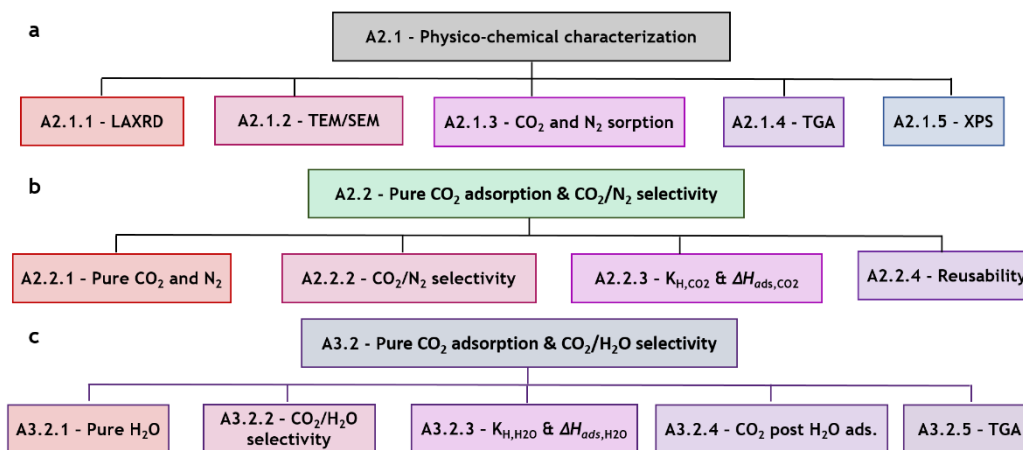 a
A2.1 - Physico-chemical characterization
A2.1.1 - LAXRD
A2.1.2 - TEM/SEM
A2.1.3 - CO₂ and N₂ sorption
A2.1.4 - TGA
A2.1.5 - XPS
b
A2.2 - Pure CO₂ adsorption & CO₂/N₂ selectivity
A2.2.1 - Pure CO₂ and N₂
A2.2.2 - CO₂/N₂ selectivity
A2.2.3 - K_H,CO2 & ΔH_ads,CO2
A2.2.4 - Reusability
c
A3.2 - Pure CO₂ adsorption & CO₂/H₂O selectivity
A3.2.1 - Pure H₂O
A3.2.2 - CO₂/H₂O
selectivity
A3.2.3 - K_H,H2O & ΔH_ads,H2O
A3.2.4 - CO₂ post H₂O ads.
A3.2.5 - TGA